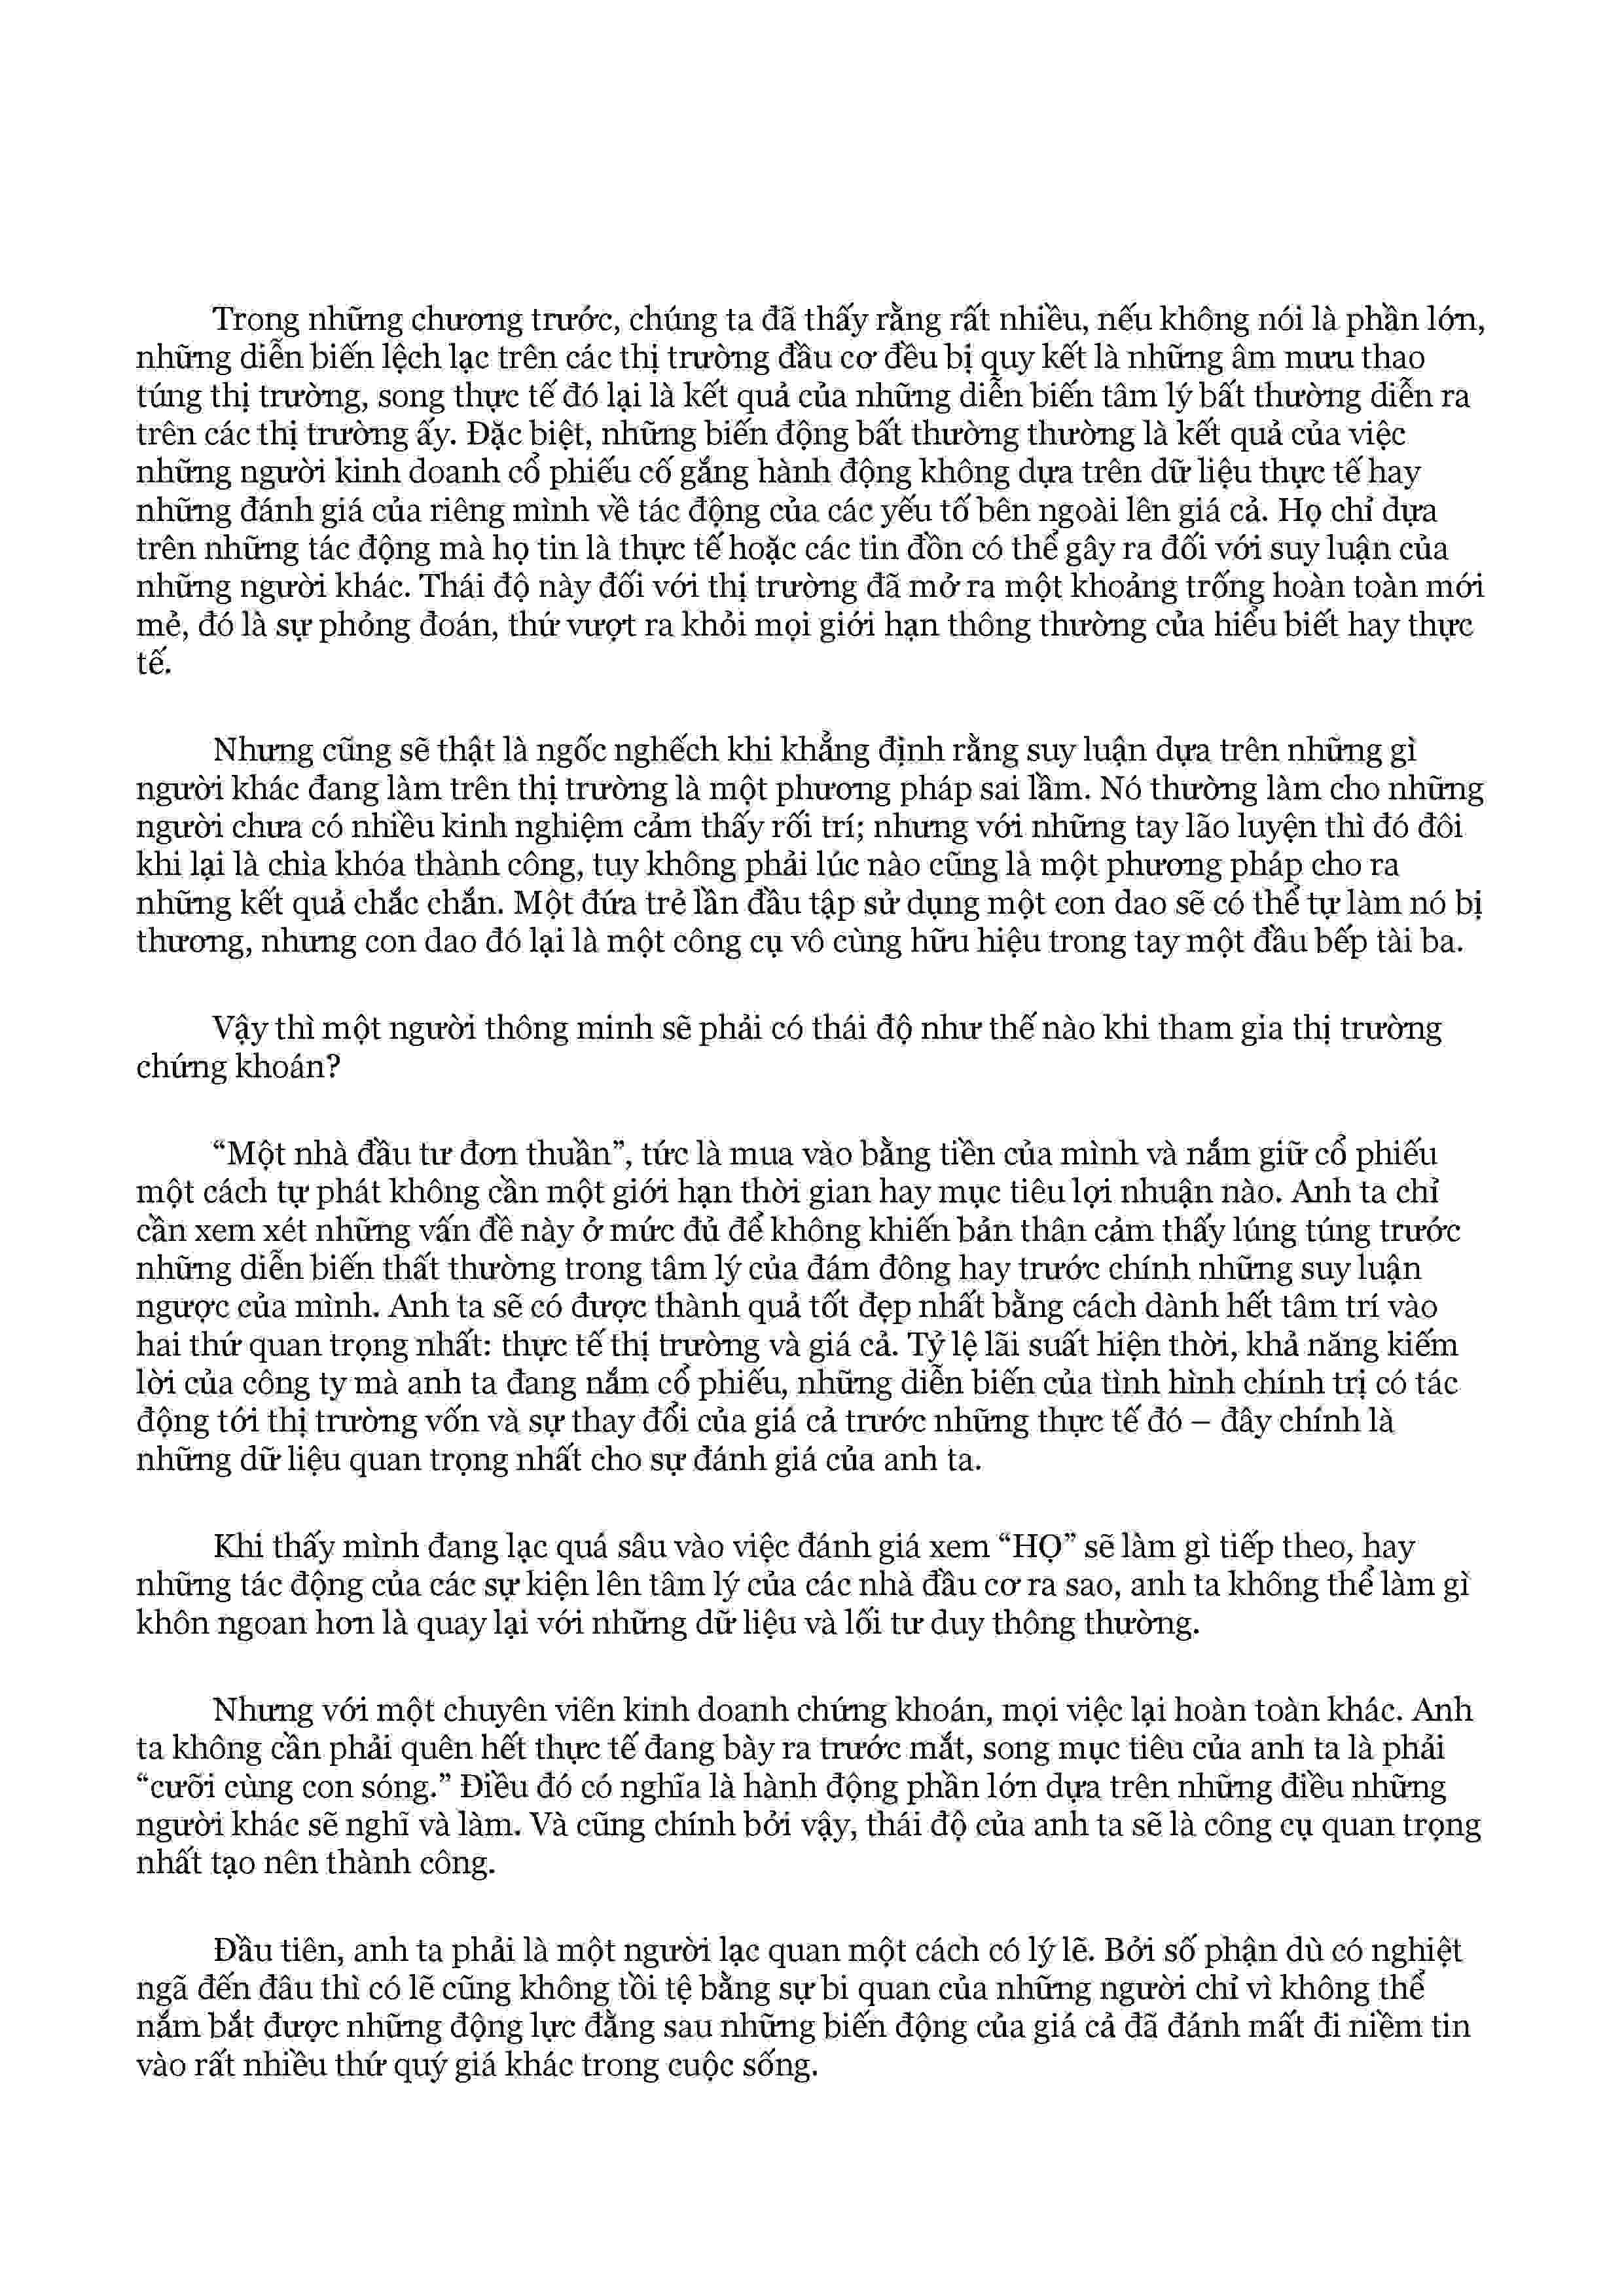 Trong những chương trước, chúng ta đã thấy rằng rất nhiều, nếu không nói là phần lớn,
những diễn biến lệch lạc trên các thị trường đầu cơ đều bị quy kết là những âm mưu thao
túng thị trường, song thực tế đó lại là kết quả của những diễn biến tâm lý bất thường diễn ra
trên các thị trường ấy. Đặc biệt, những biến động bất thường thường là kết quả của việc
những người kinh doanh cổ phiếu cố gắng hành động không dựa trên dữ liệu thực tế hay
những đánh giá của riêng mình về tác động của các yếu tố bên ngoài lên giá cả. Họ chỉ dựa
trên những tác động mà họ tin là thực tế hoặc các tin đồn có thể gây ra đối với suy luận của
những người khác. Thái độ này đối với thị trường đã mở ra một khoảng trống hoàn toàn mới
mẻ, đó là sự phỏng đoán, thứ vượt ra khỏi mọi giới hạn thông thường của hiểu biết hay thực
tế.
Nhưng cũng sẽ thật là ngốc nghếch khi khẳng định rằng suy luận dựa trên những gì
người khác đang làm trên thị trường là một phương pháp sai lầm. Nó thường làm cho những
người chưa có nhiều kinh nghiệm cảm thấy rối trí; nhưng với những tay lão luyện thì đó đôi
khi lại là chìa khóa thành công, tuy không phải lúc nào cũng là một phương pháp cho ra
những kết quả chắc chắn. Một đứa trẻ lần đầu tập sử dụng một con dao sẽ có thể tự làm nó bị
thương, nhưng con dao đó lại là một công cụ vô cùng hữu hiệu trong tay một đầu bếp tài ba.
Vậy thì một người thông minh sẽ phải có thái độ như thế nào khi tham gia thị trường
chứng khoán?
“Một nhà đầu tư đơn thuần”, tức là mua vào bằng tiền của mình và nắm giữ cổ phiếu
một cách tự phát không cần một giới hạn thời gian hay mục tiêu lợi nhuận nào. Anh ta chỉ
cần xem xét những vấn đề này ở mức đủ để không khiến bản thân cảm thấy lúng túng trước
những diễn biến thất thường trong tâm lý của đám đông hay trước chính những suy luận
ngược của mình. Anh ta sẽ có được thành quả tốt đẹp nhất bằng cách dành hết tâm trí vào
hai thứ quan trọng nhất: thực tế thị trường và giá cả. Tỷ lệ lãi suất hiện thời, khả năng kiếm
lời của công ty mà anh ta đang nắm cổ phiếu, những diễn biến của tình hình chính trị có tác
động tới thị trường vốn và sự thay đổi của giá cả trước những thực tế đó – đây chính là
những dữ liệu quan trọng nhất cho sự đánh giá của anh ta.
Khi thấy mình đang lạc quá sâu vào việc đánh giá xem “HỌ” sẽ làm gì tiếp theo, hay
những tác động của các sự kiện lên tâm lý của các nhà đầu cơ ra sao, anh ta không thể làm gì
khôn ngoan hơn là quay lại với những dữ liệu và lối tư duy thông thường.
Nhưng với một chuyên viên kinh doanh chứng khoán, mọi việc lại hoàn toàn khác. Anh
ta không cần phải quên hết thực tế đang bày ra trước mắt, song mục tiêu của anh ta là phải
“cưỡi cùng con sóng.” Điều đó có nghĩa là hành động phần lớn dựa trên những điều những
người khác sẽ nghĩ và làm. Và cũng chính bởi vậy, thái độ của anh ta sẽ là công cụ quan trọng
nhất tạo nên thành công.
Đầu tiên, anh ta phải là một người lạc quan một cách có lý lẽ. Bởi số phận dù có nghiệt
ngã đến đâu thì có lẽ cũng không tồi tệ bằng sự bi quan của những người chỉ vì không thể
nắm bắt được những động lực đằng sau những biến động của giá cả đã đánh mất đi niềm tin
vào rất nhiều thứ quý giá khác trong cuộc sống.